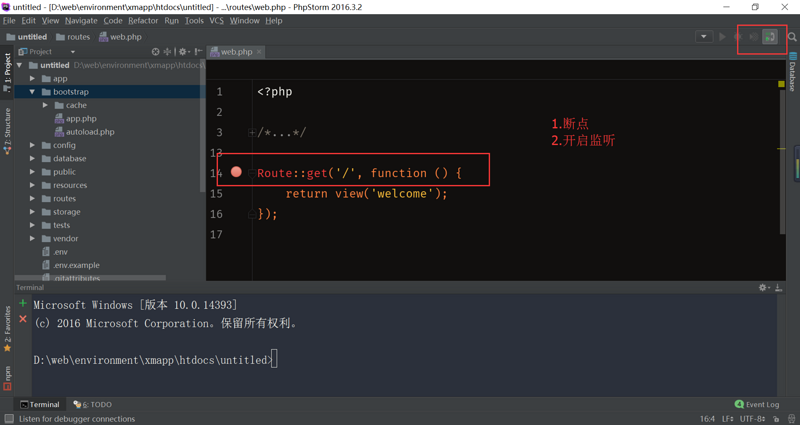 untitled - [D:\web\environment\xmapp\htdocs\untitled] - ...\routes\web.php - PhpStorm 2016.3.2
File Edit View Navigate Code Refactor Run Tools VCS Window Help
untitled routes web.php
Project
web.php
1: Project
7: Structure
2: Favorites
npm
Database
untitled D:\web\environment\xmapp\htdocs\unt
app
bootstrap
cache
app.php
autoload.php
config
database
public
resources
routes
storage
tests
vendor
.env
.env.example
.gitattributes
1 <?php
2
3 /*...*/
13
14 Route::get('/', function () {
15 return view('welcome');
16 });
17
1.断点
2.开启监听
Terminal
Microsoft Windows [版本 10.0.14393]
(c) 2016 Microsoft Corporation。保留所有权利。
D:\web\environment\xmapp\htdocs\untitled>
Terminal 6: TODO
4 Event Log
Listen for debugger connections
16:4 LF UTF-8